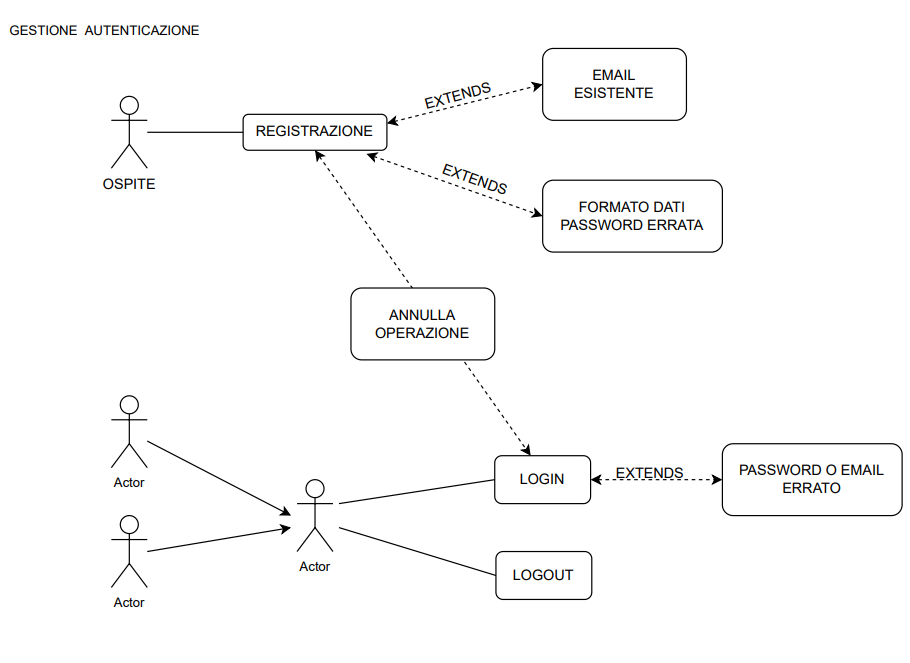 GESTIONE AUTENTICAZIONE
EMAIL
ESISTENTE
EXTENDS
REGISTRAZIONE
OSPITE
EXTENDS
FORMATO DATI
PASSWORD ERRATA
ANNULLA
OPERAZIONE
Actor
LOGIN
EXTENDS
PASSWORD O EMAIL
ERRATO
Actor
LOGOUT
Actor